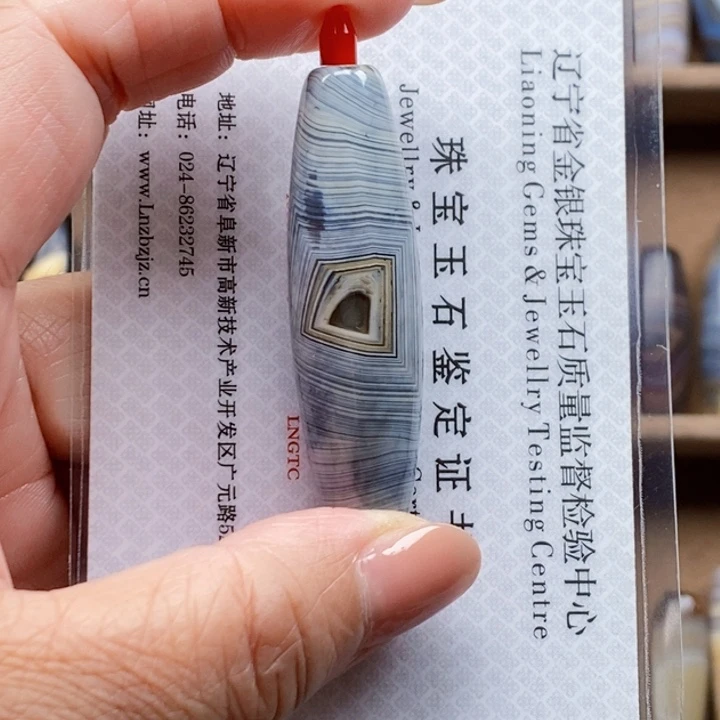 辽宁省金银珠宝玉石质量监督检验中心
Liaoning Gems & Jewellry Testing Centre
珠宝玉石鉴定证
Jewellry &
LNGTC
地址：辽宁省阜新市高新技术产业开发区广元路5
电话：024-86232745
网址：www.Lnzbzjz.cn